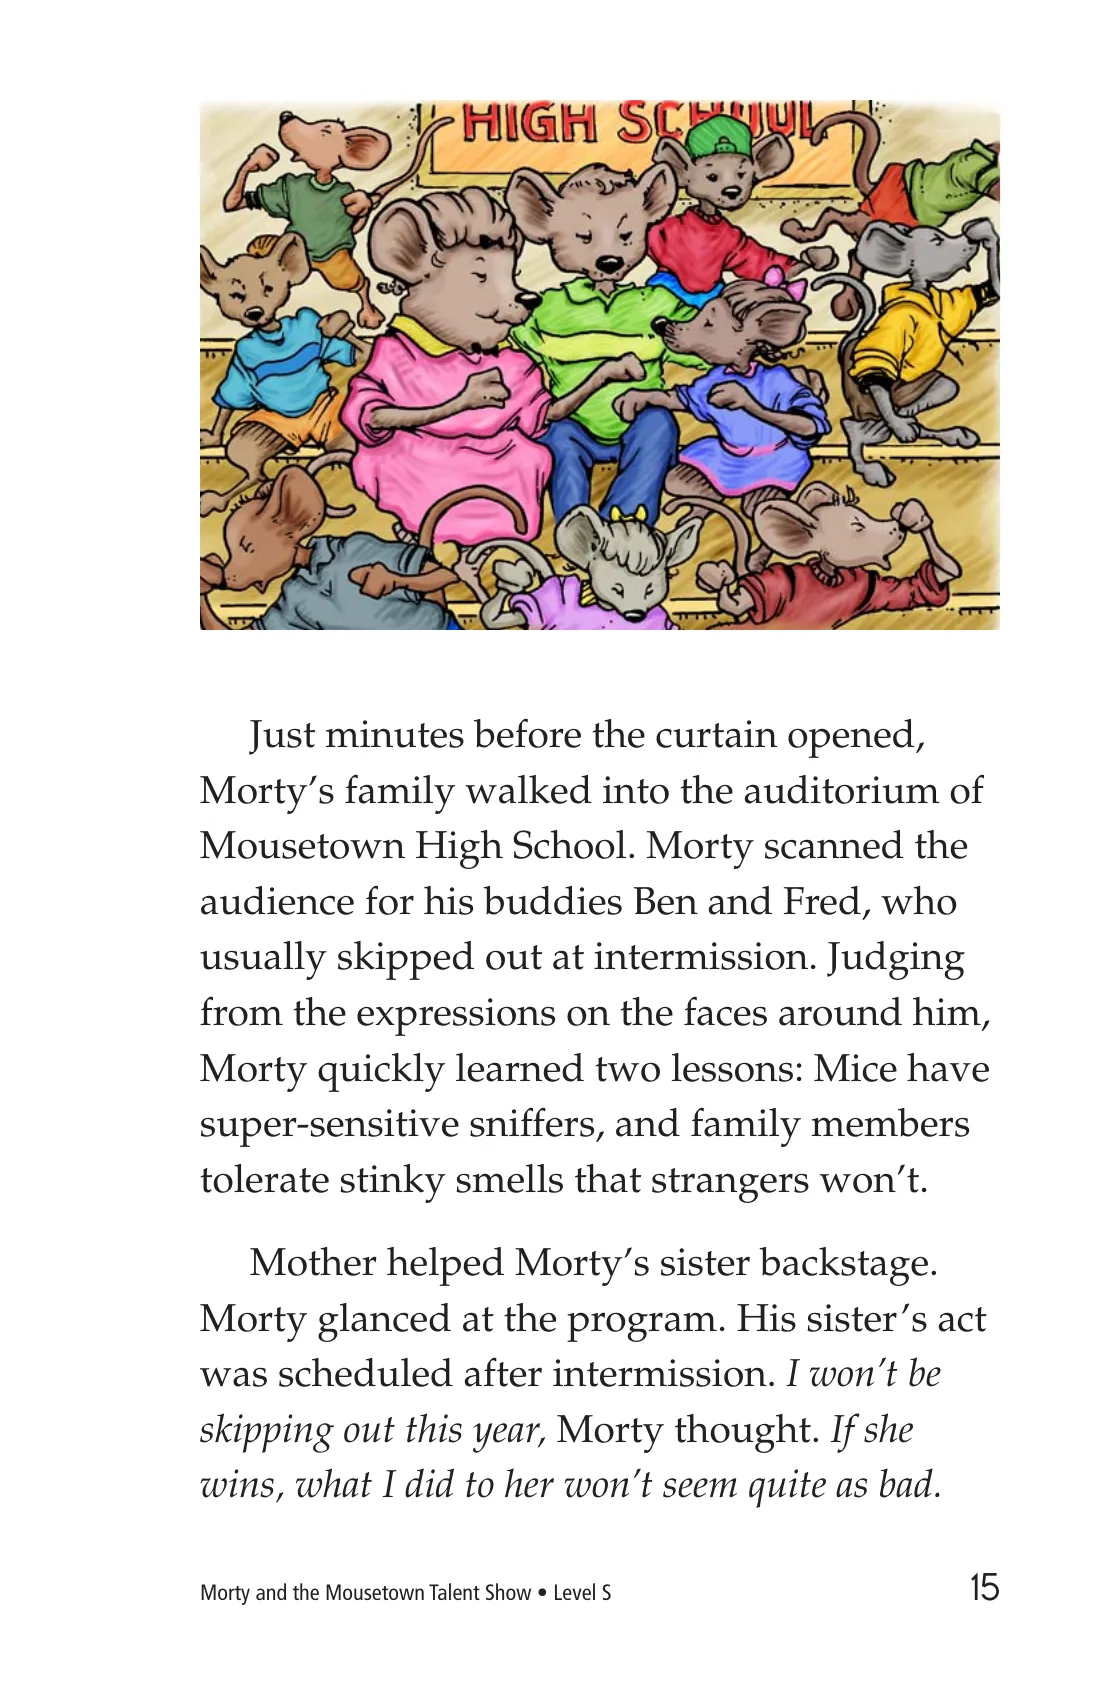 HIGH SCHOOL
Just minutes before the curtain opened,
Morty’s family walked into the auditorium of
Mousetown High School. Morty scanned the
audience for his buddies Ben and Fred, who
usually skipped out at intermission. Judging
from the expressions on the faces around him,
Morty quickly learned two lessons: Mice have
super-sensitive sniffers, and family members
tolerate stinky smells that strangers won’t.
Mother helped Morty’s sister backstage.
Morty glanced at the program. His sister’s act
was scheduled after intermission. I won’t be
skipping out this year, Morty thought. If she
wins, what I did to her won’t seem quite as bad.
Morty and the Mousetown Talent Show • Level S 15